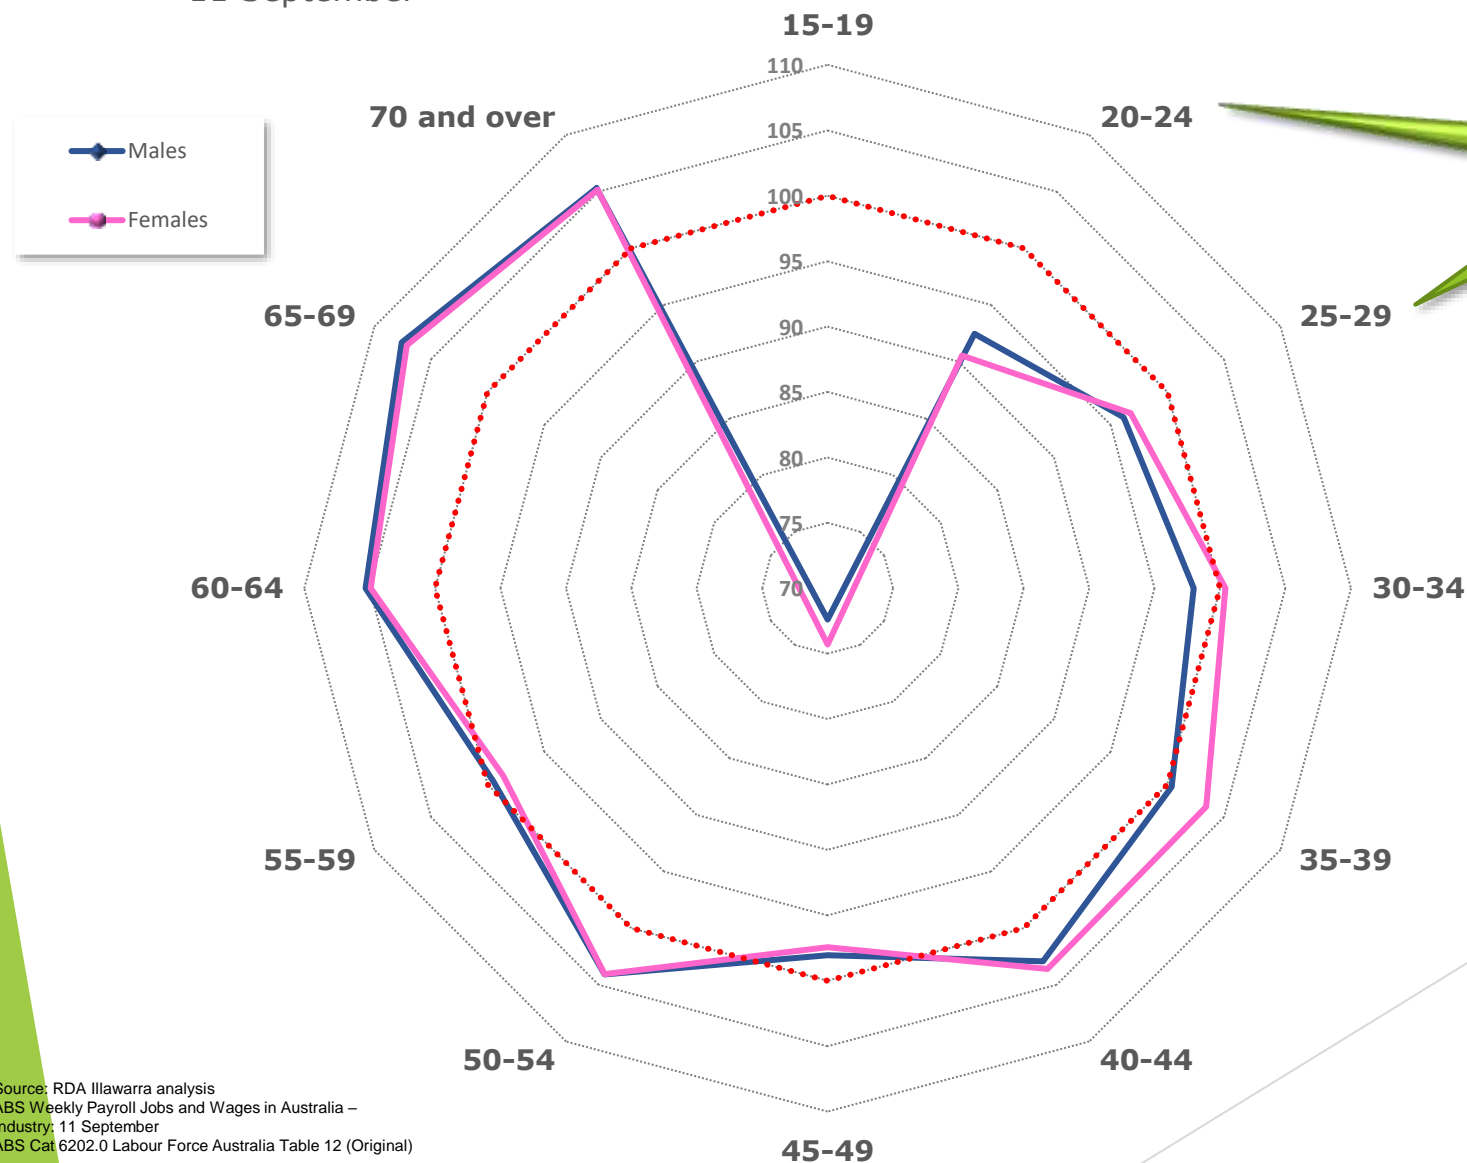 15-19
110
70 and over
20-24
105
Males
100
Females
95
65-69
25-29
90
85
80
75
60-64
70
30-34
55-59
35-39
50-54
40-44
Source: RDA Illawarra analysis
ABS Weekly Payroll Jobs and Wages in Australia –
Industry: 11 September
ABS Cat 6202.0 Labour Force Australia Table 12 (Original)
45-49